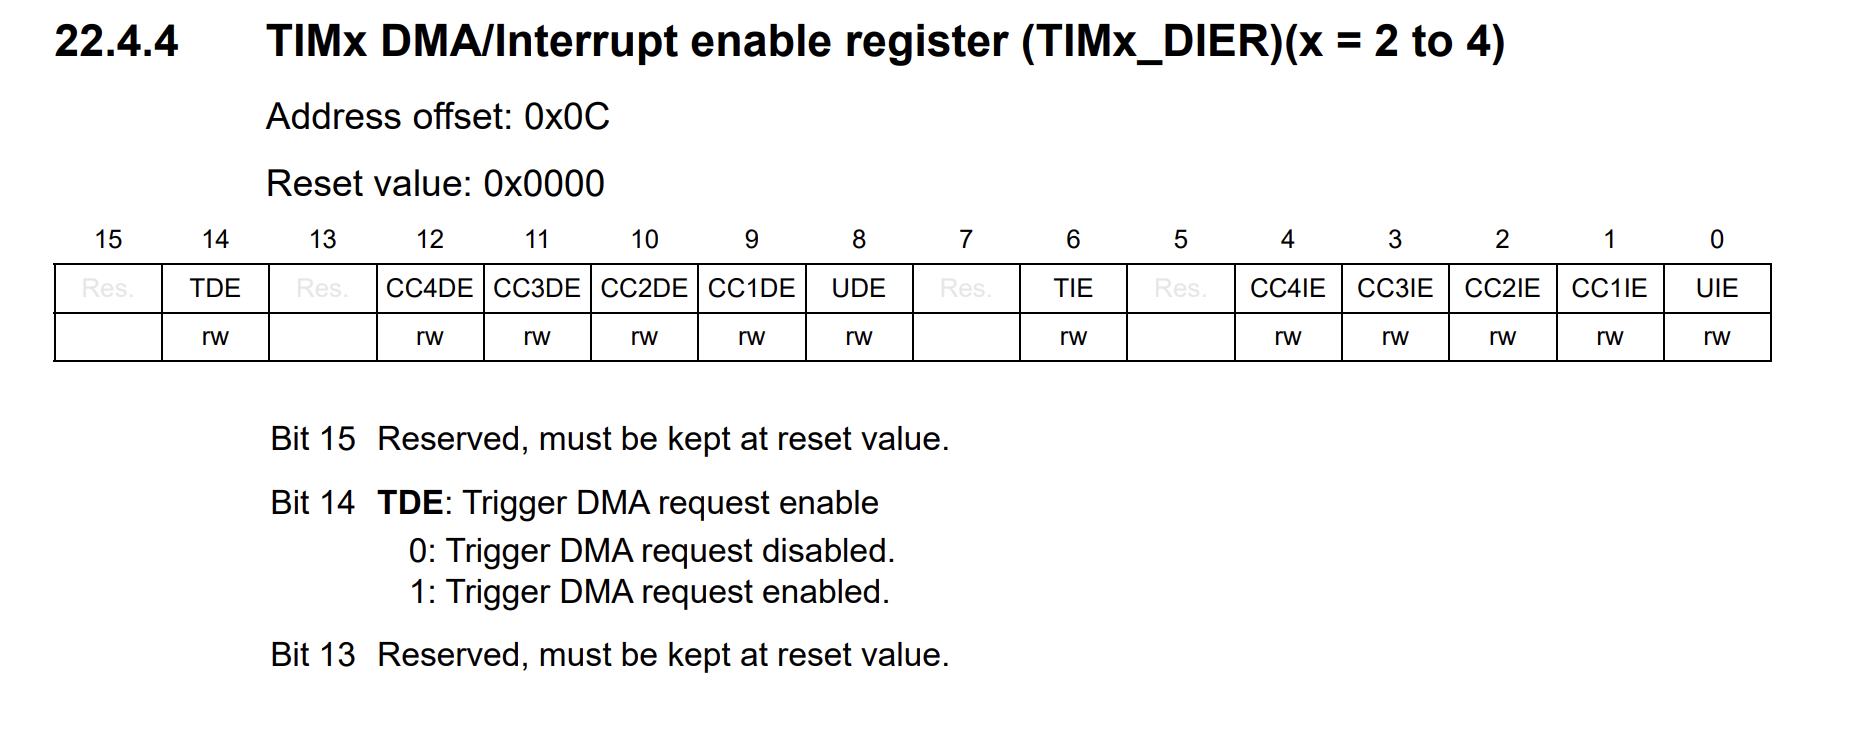 22.4.4 TIMx DMA/Interrupt enable register (TIMx_DIER)(x = 2 to 4)
Address offset: 0x0C
Reset value: 0x0000
15 14 13 12 11 10 9 8 7 6 5 4 3 2 1 0
Res. TDE Res. CC4DE CC3DE CC2DE CC1DE UDE Res. TIE Res. CC4IE CC3IE CC2IE CC1IE UIE
rw rw rw rw rw rw rw rw rw rw rw rw
Bit 15 Reserved, must be kept at reset value.
Bit 14 TDE: Trigger DMA request enable
0: Trigger DMA request disabled.
1: Trigger DMA request enabled.
Bit 13 Reserved, must be kept at reset value.